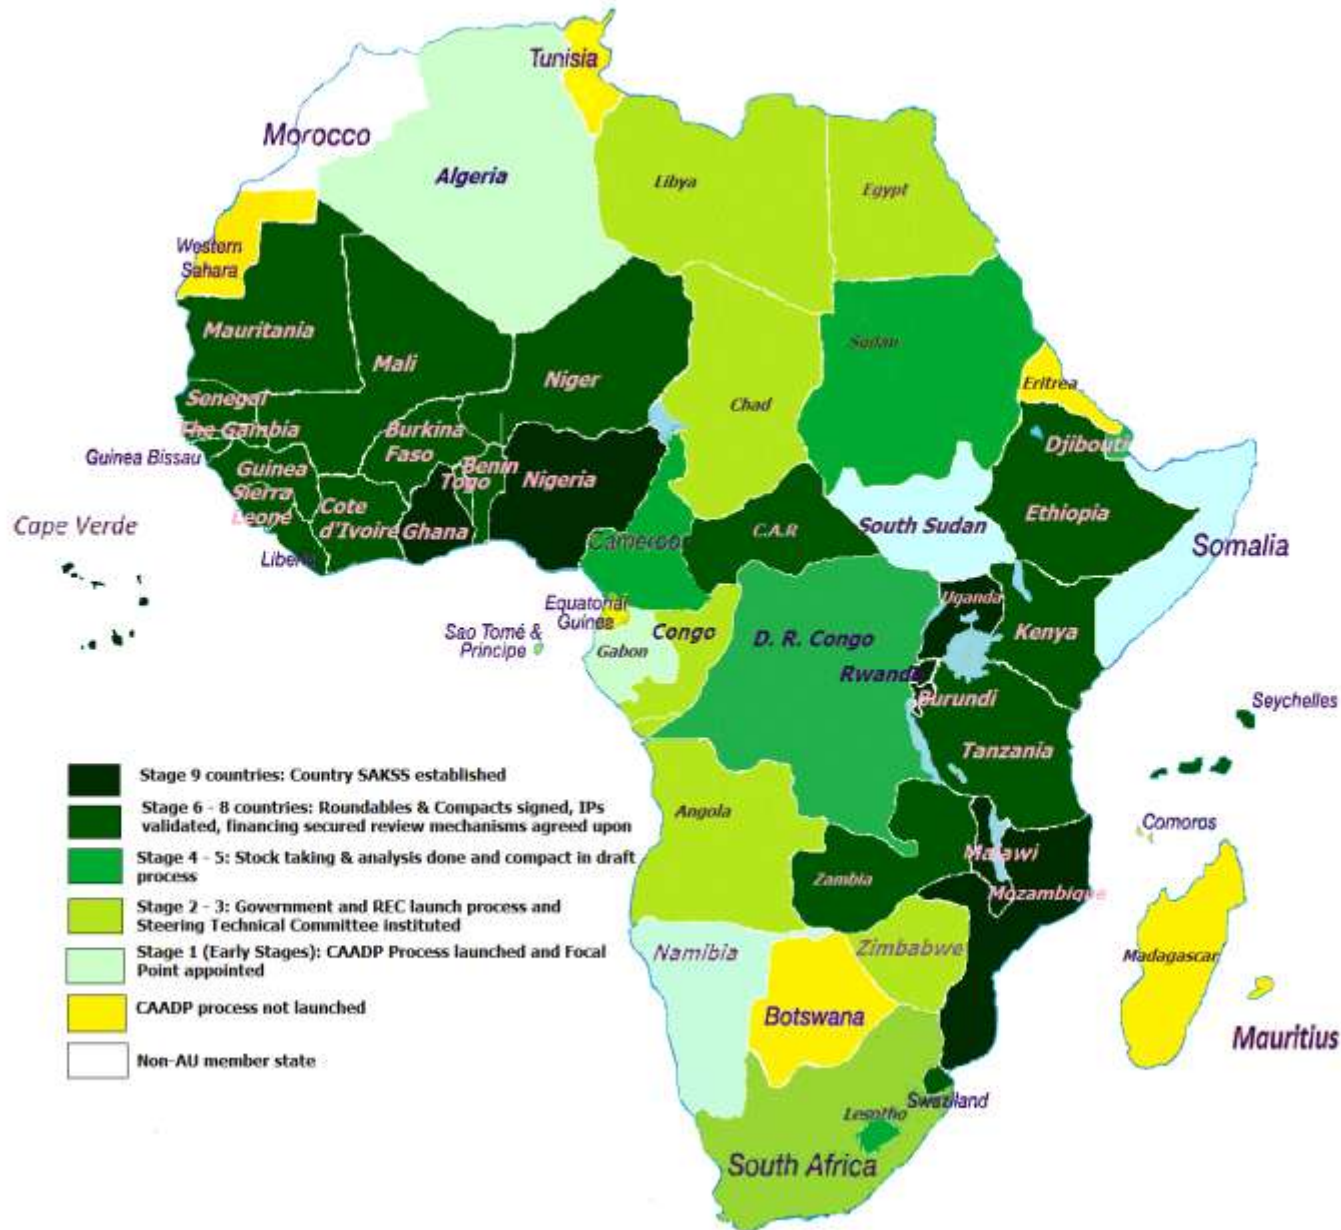 Tunisia
Morocco
Algeria
Libya
Egypt
Western
Sahara
Mauritania
Mali
Niger
Chad
Sudan
Eritrea
Senegal
The Gambia
Burkina
Faso
Djibouti
Guinea Bissau
Guinea
Benin
Togo
Nigeria
Sierra
Leone
Cote
d'Ivoire
Ghana
Cameroon
C.A.R
South Sudan
Ethiopia
Cape Verde
Liberia
Somalia
Equatorial
Guinea
Uganda
Sao Tomé &
Principe
Gabon
Congo
D. R. Congo
Kenya
Rwanda
Burundi
Seychelles
Tanzania
Stage 9 countries: Country SAKSS established
Stage 6 - 8 countries: Roundables & Compacts signed, IPs
validated, financing secured review mechanisms agreed upon
Stage 4 - 5: Stock taking & analysis done and compact in draft
process
Stage 2 - 3: Government and REC launch process and
Steering Technical Committee instituted
Stage 1 (Early Stages): CAADP Process launched and Focal
Point appointed
CAADP process not launched
Non-AU member state
Angola
Comoros
Malawi
Zambia
Mozambique
Namibia
Zimbabwe
Madagascar
Botswana
Mauritius
Swaziland
Lesotho
South Africa